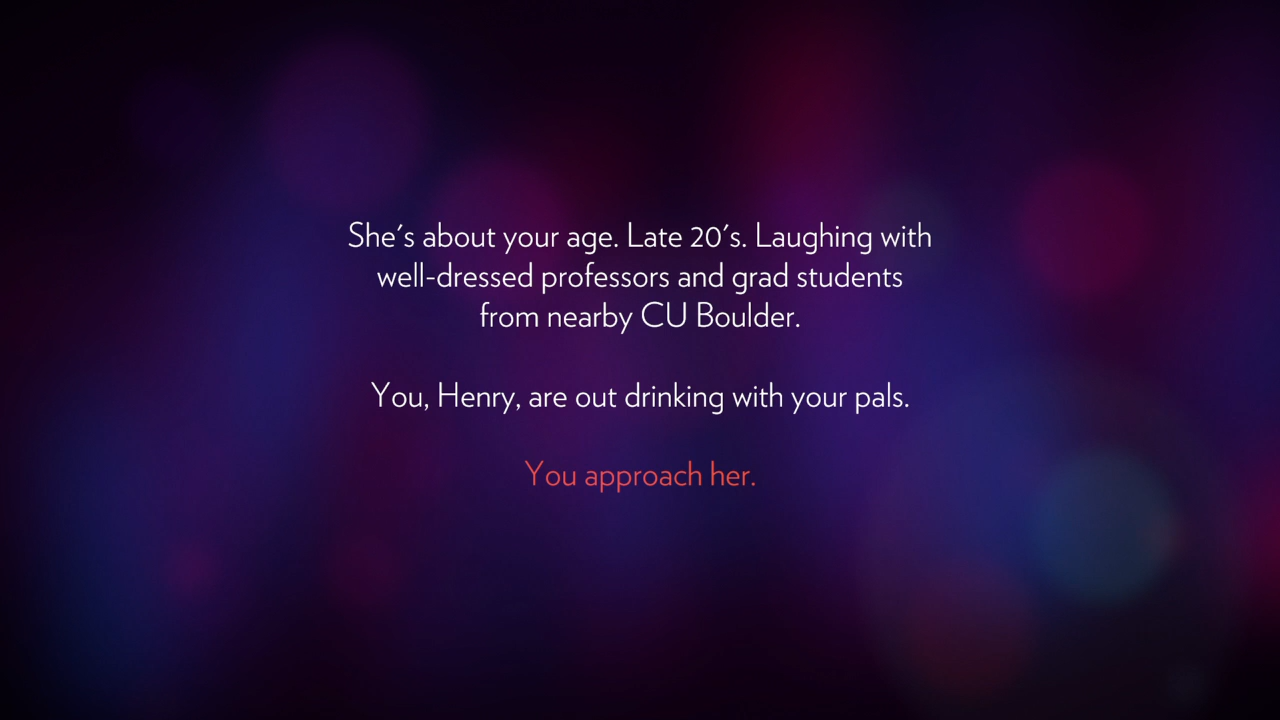 She's about your age. Late 20's. Laughing with
well-dressed professors and grad students
from nearby CU Boulder.
You, Henry, are out drinking with your pals.
You approach her.